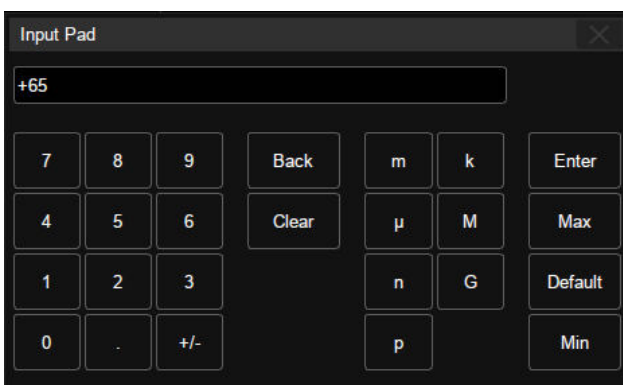 Input Pad
+65
7 8 9 Back m k Enter
4 5 6 Clear µ M Max
1 2 3 n G Default
0 . +/- p Min